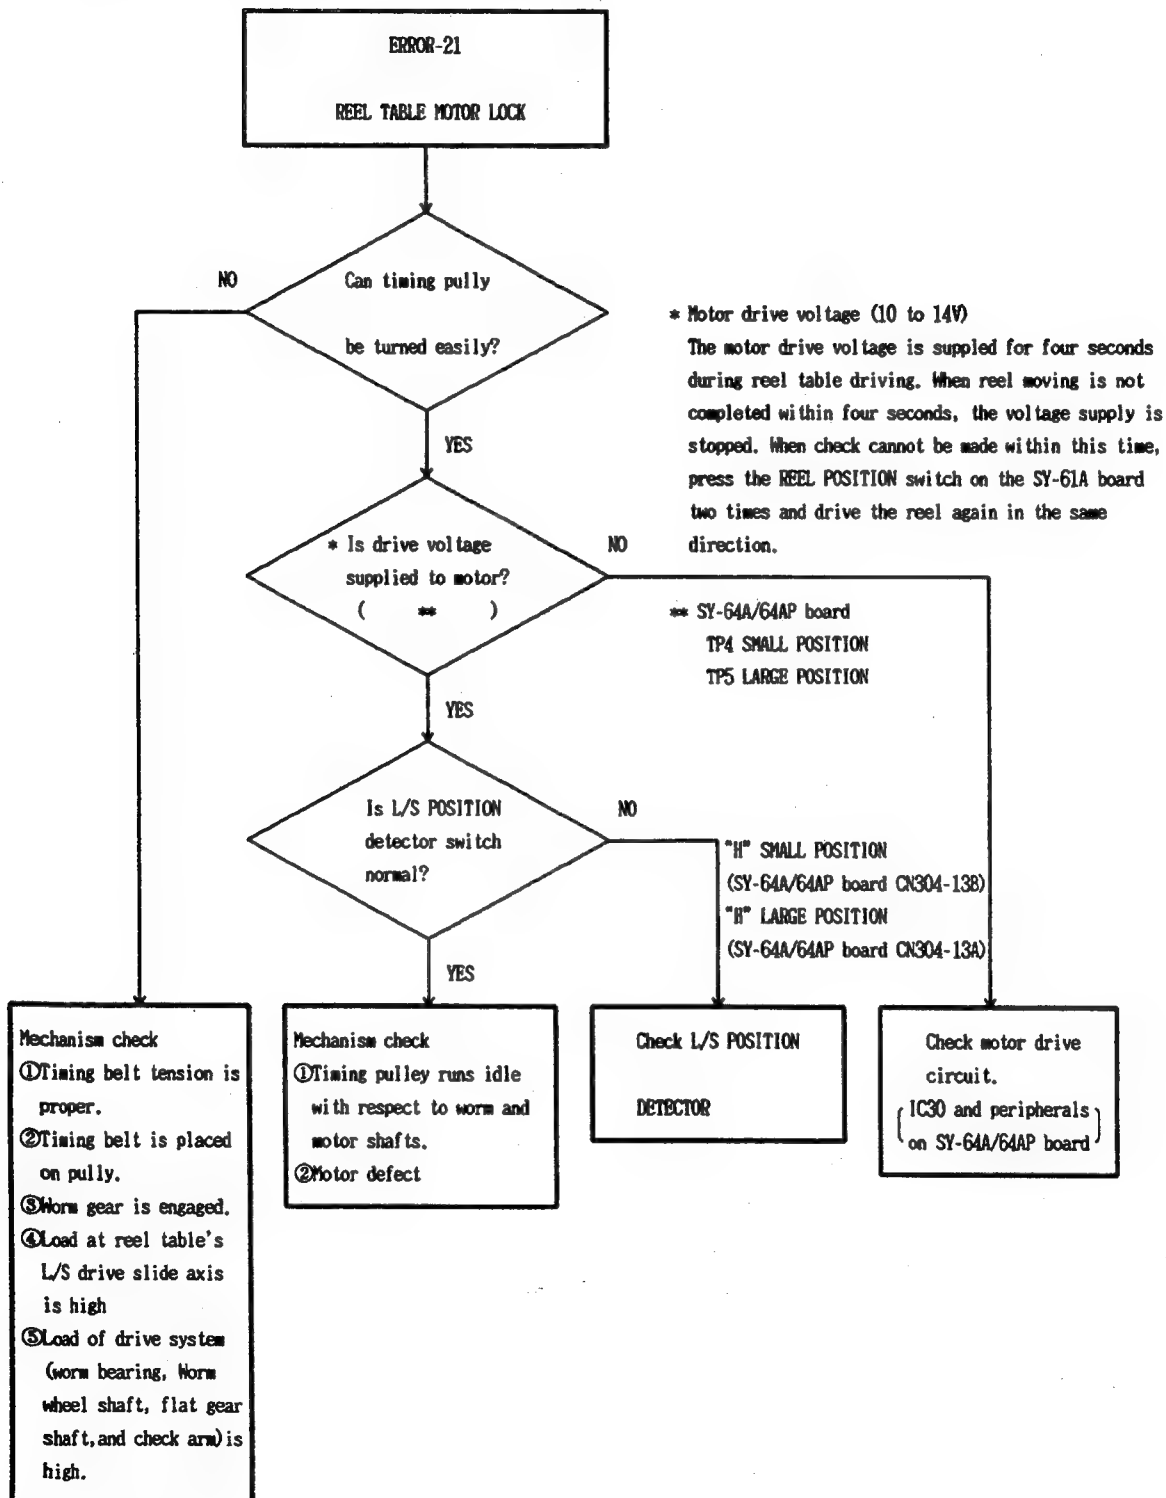 ERROR-21
REEL TABLE MOTOR LOCK
NO
Can timing pully
be turned easily?
YES
* Motor drive voltage (10 to 14V)
The motor drive voltage is suppled for four seconds
during reel table driving. When reel moving is not
completed within four seconds, the voltage supply is
stopped. When check cannot be made within this time,
press the REEL POSITION switch on the SY-61A board
two times and drive the reel again in the same
direction.
* Is drive voltage
supplied to motor?
( ** )
NO
** SY-64A/64AP board
TP4 SMALL POSITION
TP5 LARGE POSITION
YES
Is L/S POSITION
detector switch
normal?
NO
"H" SMALL POSITION
(SY-64A/64AP board CN304-13B)
"H" LARGE POSITION
(SY-64A/64AP board CN304-13A)
YES
Mechanism check
①Timing belt tension is
proper.
②Timing belt is placed
on pully.
③Worm gear is engaged.
④Load at reel table's
L/S drive slide axis
is high
⑤Load of drive system
(worm bearing, Worm
wheel shaft, flat gear
shaft,and check arm)is
high.
Mechanism check
①Timing pulley runs idle
with respect to worm and
motor shafts.
②Motor defect
Check L/S POSITION
DETECTOR
Check motor drive
circuit.
(IC30 and peripherals
on SY-64A/64AP board)